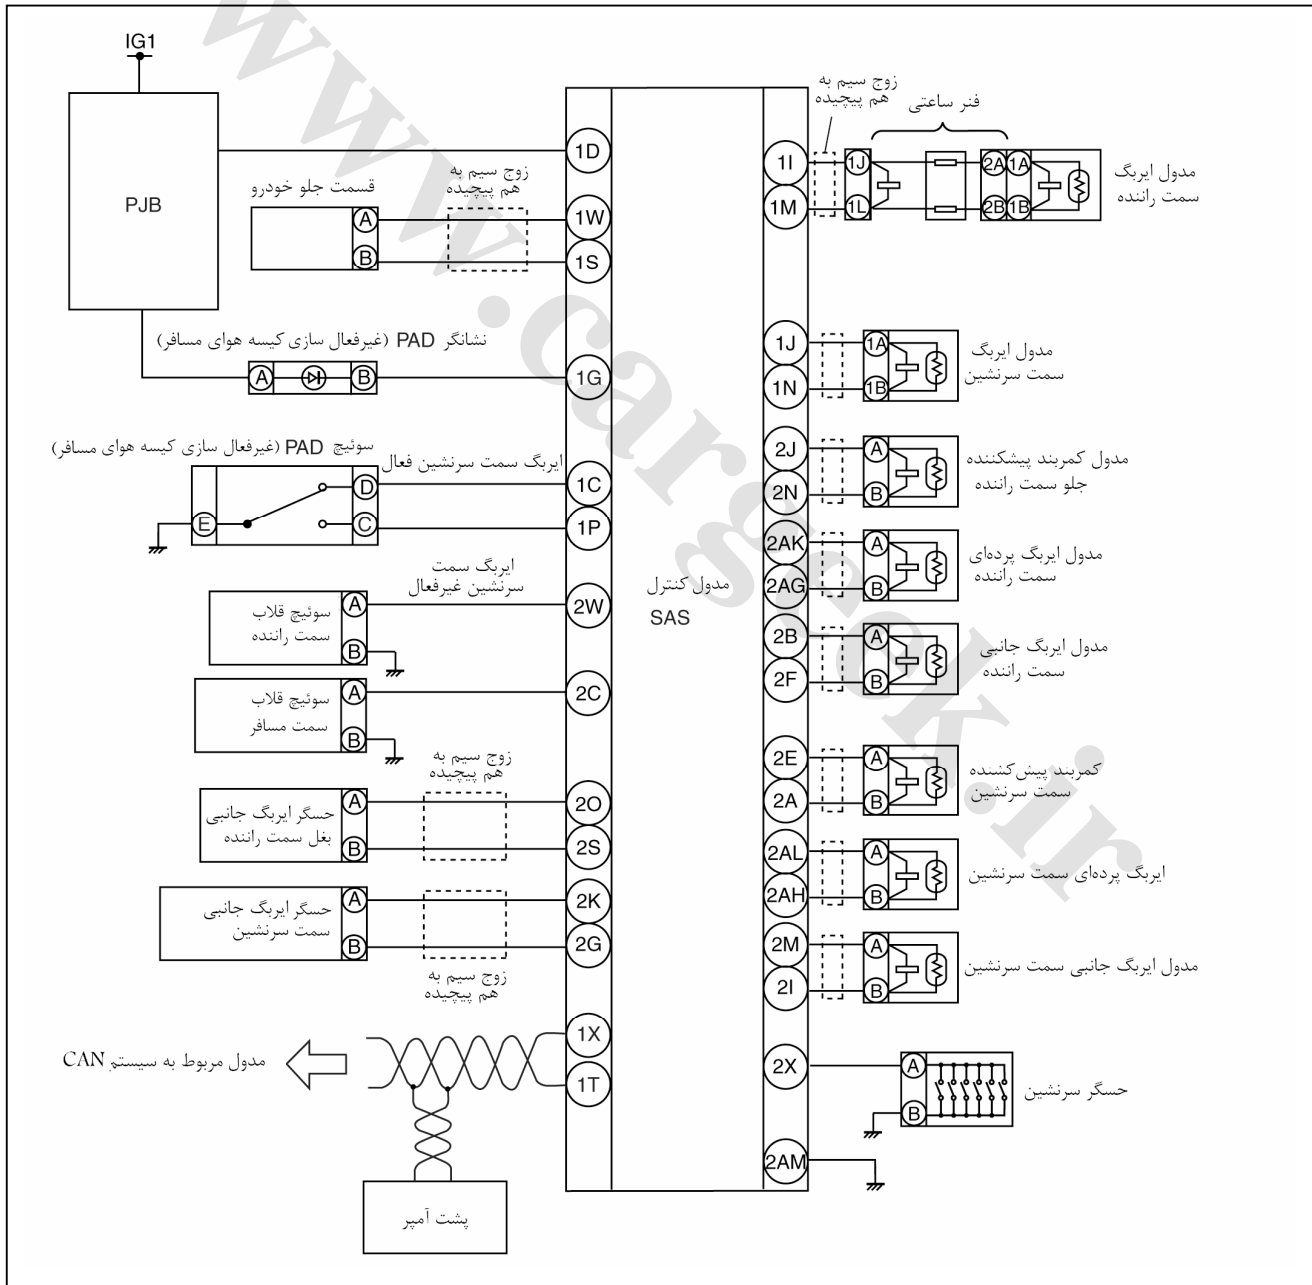 IG1
PJB
1D
زوج سیم به
هم پیچیده
قسمت جلو خودرو
A
B
1W
1S
نشانگر PAD (غیرفعال سازی کیسه هوای مسافر)
A
B
1G
سوئیچ PAD (غیرفعال سازی کیسه هوای مسافر)
ایربگ سمت سرنشین فعال
E
D
C
1C
1P
ایربگ سمت
سرنشین غیرفعال
سوئیچ قلاب
سمت راننده
A
B
2W
سوئیچ قلاب
سمت مسافر
A
B
2C
زوج سیم به
هم پیچیده
حسگر ایربگ جانبی
بغل سمت راننده
A
B
2O
2S
حسگر ایربگ جانبی
سمت سرنشین
A
B
2K
2G
زوج سیم به
هم پیچیده
مدول مربوط به سیستم CAN
1X
1T
پشت آمپر
مدول کنترل
SAS
زوج سیم به
هم پیچیده
فنر ساعتی
1I
1M
1J
1L
2A
1A
2B
1B
مدول ایربگ
سمت راننده
1J
1N
1A
1B
مدول ایربگ
سمت سرنشین
2J
2N
A
B
مدول کمربند پیشکننده
جلو سمت راننده
2AK
2AG
A
B
مدول ایربگ پرده‌ای
سمت راننده
2B
2F
A
B
مدول ایربگ جانبی
سمت راننده
2E
2A
A
B
کمربند پیش‌کشنده
سمت سرنشین
2AL
2AH
A
B
ایربگ پرده‌ای سمت سرنشین
2M
2I
A
B
مدول ایربگ جانبی سمت سرنشین
2X
A
B
حسگر سرنشین
2AM
www.cargeek.ir